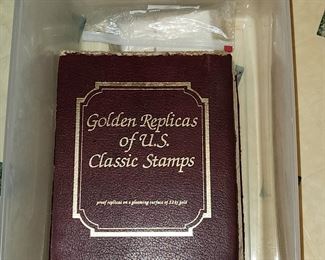 Golden Replicas
of U.S.
Classic Stamps
proof replicas on a gleaming surface of 22kt gold